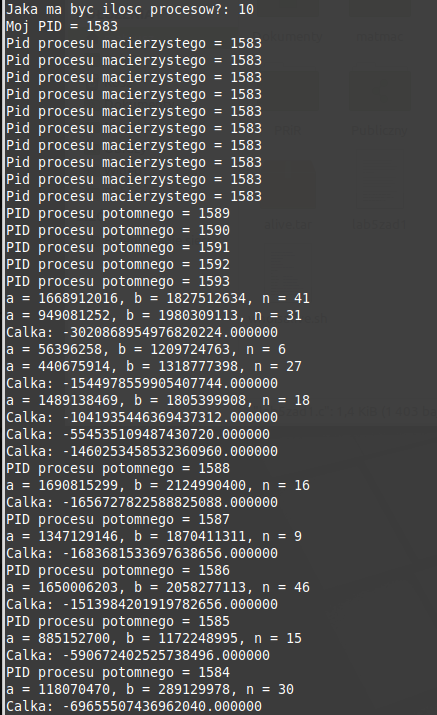 Jaka ma byc ilosc procesow?: 10
Moj PID = 1583
Pid procesu macierzystego = 1583
Pid procesu macierzystego = 1583
Pid procesu macierzystego = 1583
Pid procesu macierzystego = 1583
Pid procesu macierzystego = 1583
Pid procesu macierzystego = 1583
Pid procesu macierzystego = 1583
Pid procesu macierzystego = 1583
Pid procesu macierzystego = 1583
Pid procesu macierzystego = 1583
PID procesu potomnego = 1589
PID procesu potomnego = 1590
PID procesu potomnego = 1591
PID procesu potomnego = 1592
PID procesu potomnego = 1593
a = 1668912016, b = 1827512634, n = 41
a = 949081252, b = 1980309113, n = 31
Calka: -3020868954976820224.000000
a = 56396258, b = 1209724763, n = 6
a = 440675914, b = 1318777398, n = 27
Calka: -1544978559905407744.000000
a = 1489138469, b = 1805399908, n = 18
Calka: -1041935446369437312.000000
Calka: -554535109487430720.000000
Calka: -1460253458532360960.000000
PID procesu potomnego = 1588
a = 1690815299, b = 2124990400, n = 16
Calka: -1656727822588825088.000000
PID procesu potomnego = 1587
a = 1347129146, b = 1870411311, n = 9
Calka: -1683681533697638656.000000
PID procesu potomnego = 1586
a = 1650006203, b = 2058277113, n = 46
Calka: -1513984201919782656.000000
PID procesu potomnego = 1585
a = 885152700, b = 1172248995, n = 15
Calka: -590672402525738496.000000
PID procesu potomnego = 1584
a = 118070470, b = 289129978, n = 30
Calka: -69655507436962040.000000